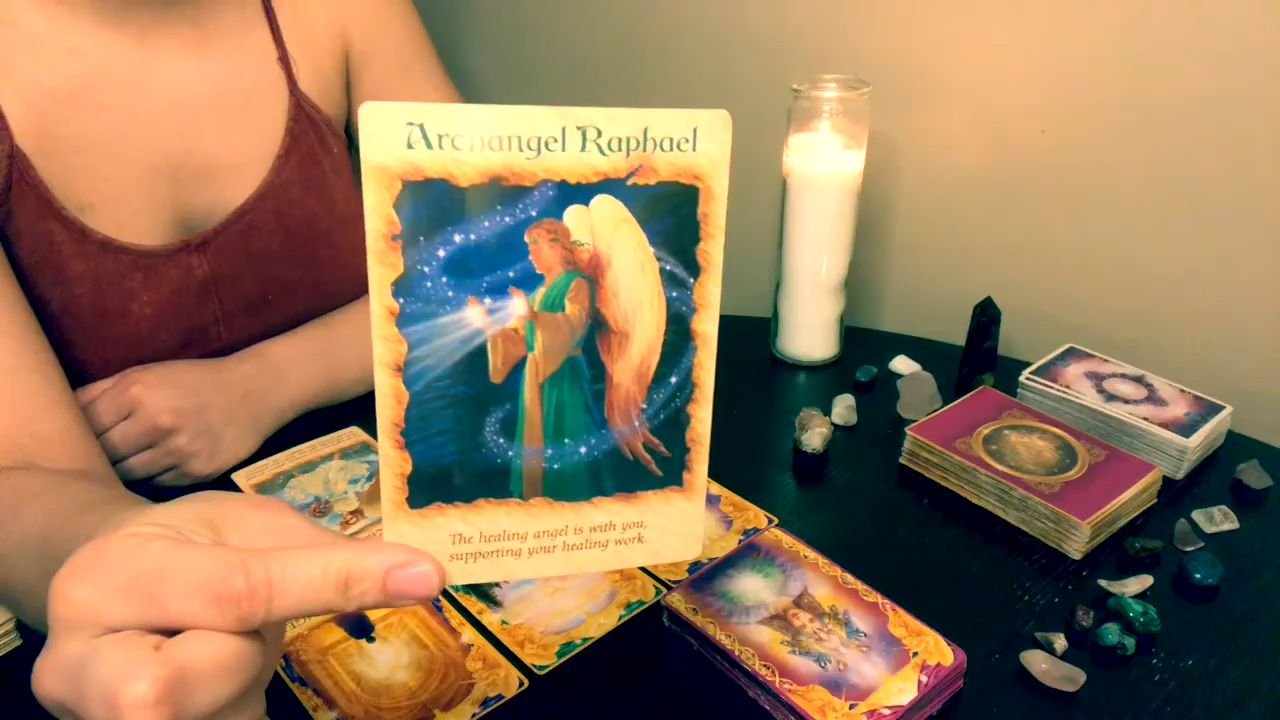 Archangel Raphael
The healing angel is with you,
supporting your healing work.